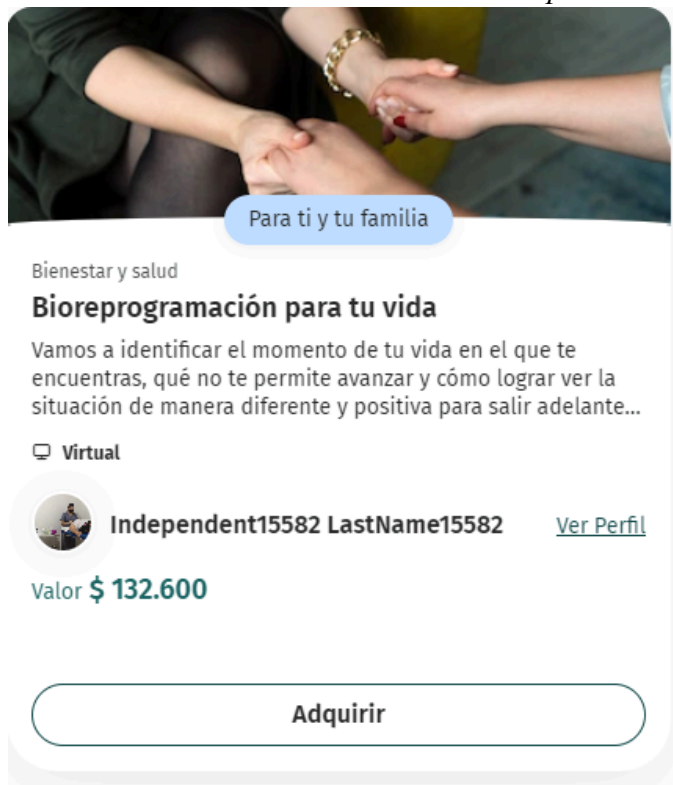 Para ti y tu familia
Bienestar y salud
Bioreprogramación para tu vida
Vamos a identificar el momento de tu vida en el que te
encuentras, qué no te permite avanzar y cómo lograr ver la
situación de manera diferente y positiva para salir adelante...
Virtual
Independent15582 LastName15582 Ver Perfil
Valor $ 132.600
Adquirir